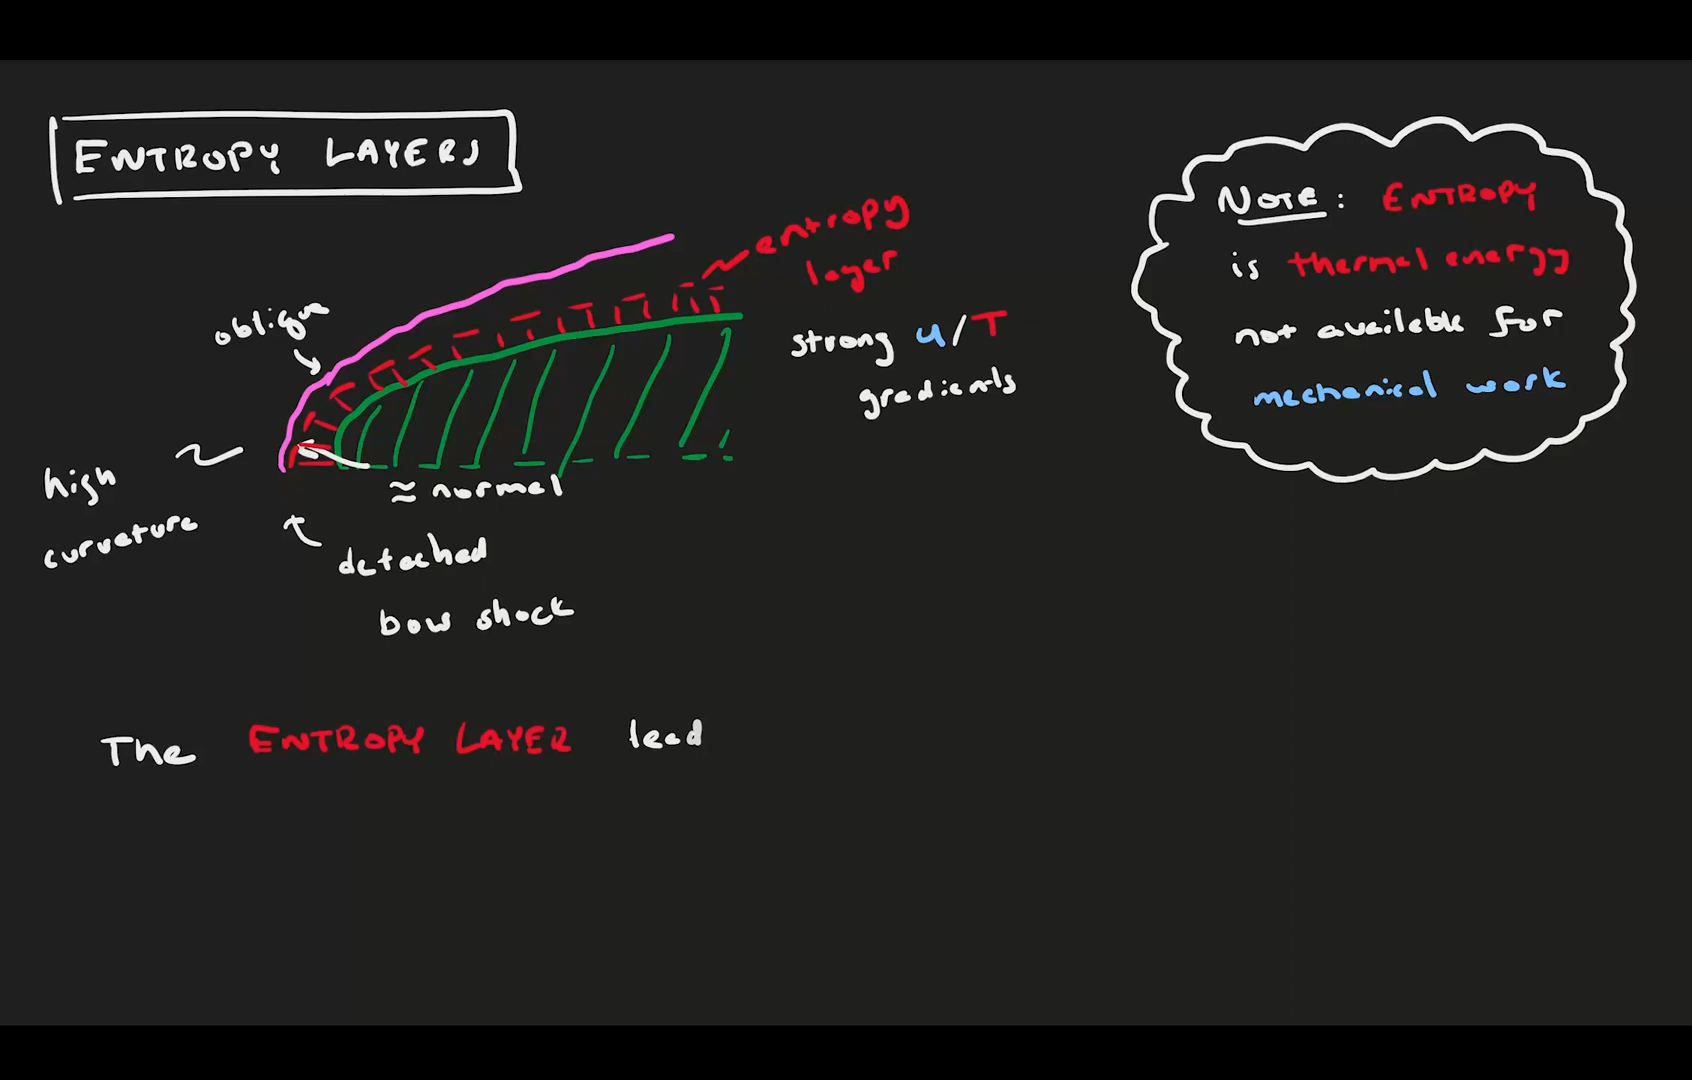 ENTROPY LAYERS
NOTE: ENTROPY
is thermal energy
not available for
mechanical work
entropy
layer
oblique
strong u/T
gradients
high
curvature
≈ normal
detached
bow shock
The ENTROPY LAYER lead